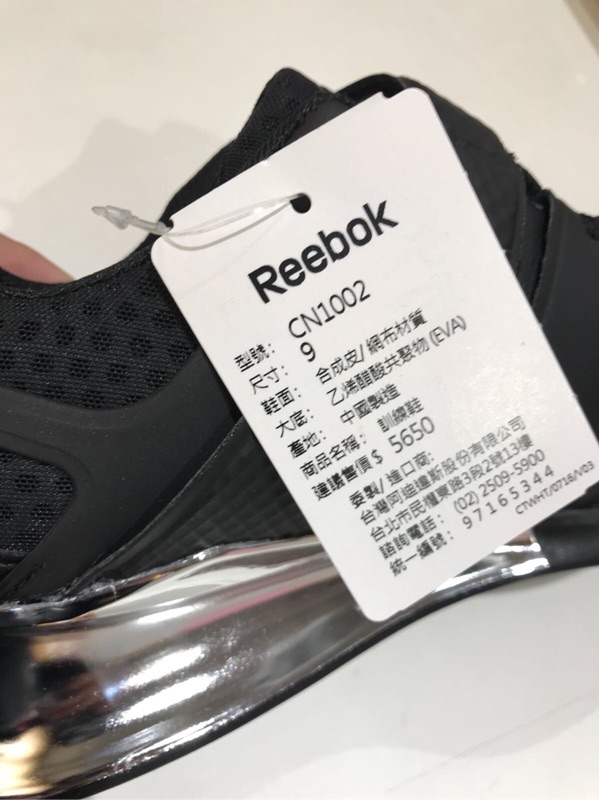 Reebok
型號: CN1002
尺寸: 9
鞋面: 合成皮/網布材質
大底: 乙烯醋酸共聚物 (EVA)
產地: 中國製造
商品名稱: 訓練鞋
建議售價 $ 5650
委製/進口商:
台灣阿迪達斯股份有限公司
台北市民權東路3段2號13樓
諮詢電話: (02) 2509-5900
統一編號: 97165344
CTWHT/0716/V03